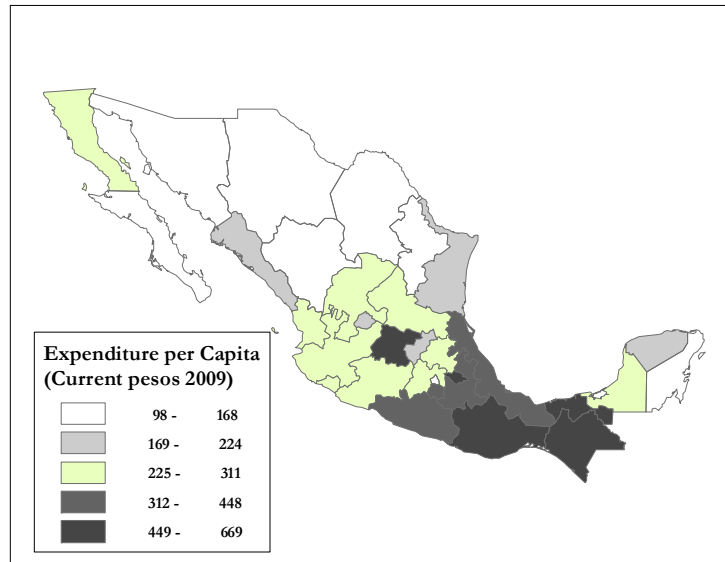 Expenditure per Capita
(Current pesos 2009)
98 - 168
169 - 224
225 - 311
312 - 448
449 - 669